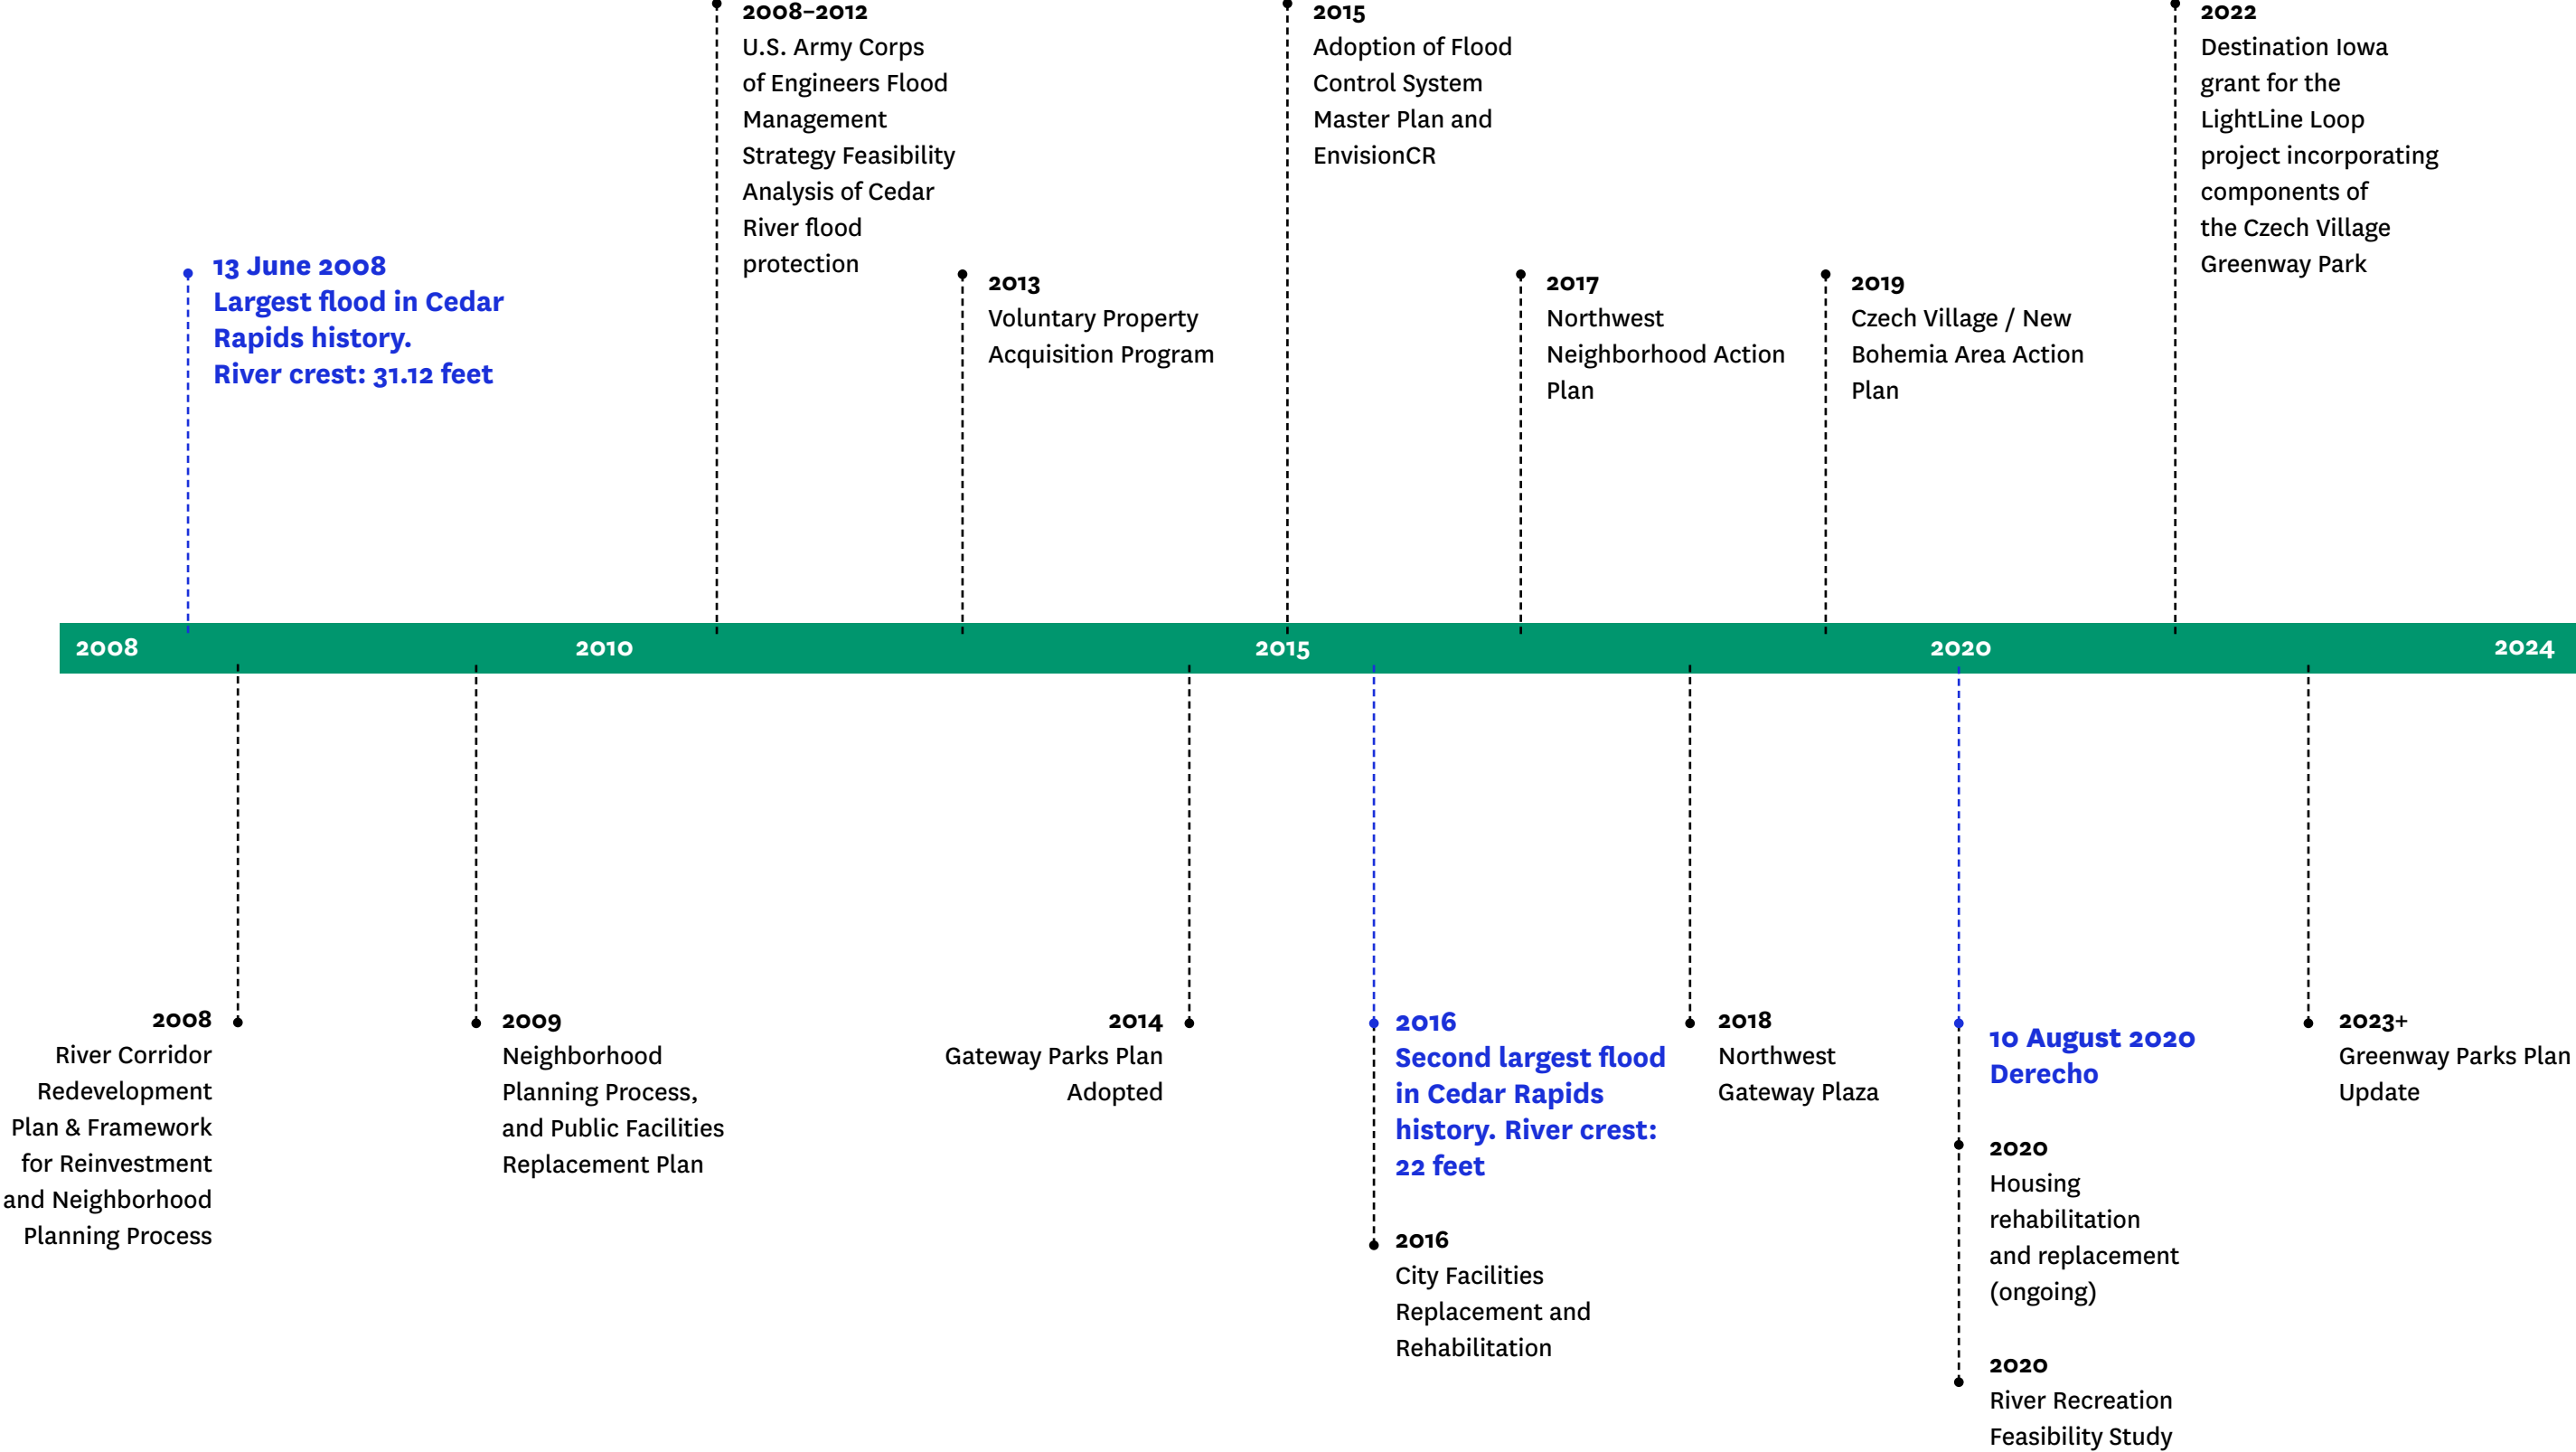 2008–2012
U.S. Army Corps
of Engineers Flood
Management
Strategy Feasibility
Analysis of Cedar
River flood
protection
2015
Adoption of Flood
Control System
Master Plan and
EnvisionCR
2022
Destination Iowa
grant for the
LightLine Loop
project incorporating
components of
the Czech Village
Greenway Park
13 June 2008
Largest flood in Cedar
Rapids history.
River crest: 31.12 feet
2013
Voluntary Property
Acquisition Program
2017
Northwest
Neighborhood Action
Plan
2019
Czech Village / New
Bohemia Area Action
Plan
2008
2010
2015
2020
2024
2008
River Corridor
Redevelopment
Plan & Framework
for Reinvestment
and Neighborhood
Planning Process
2009
Neighborhood
Planning Process,
and Public Facilities
Replacement Plan
2014
Gateway Parks Plan
Adopted
2016
Second largest flood
in Cedar Rapids
history. River crest:
22 feet
2016
City Facilities
Replacement and
Rehabilitation
2018
Northwest
Gateway Plaza
10 August 2020
Derecho
2020
Housing
rehabilitation
and replacement
(ongoing)
2020
River Recreation
Feasibility Study
2023+
Greenway Parks Plan
Update